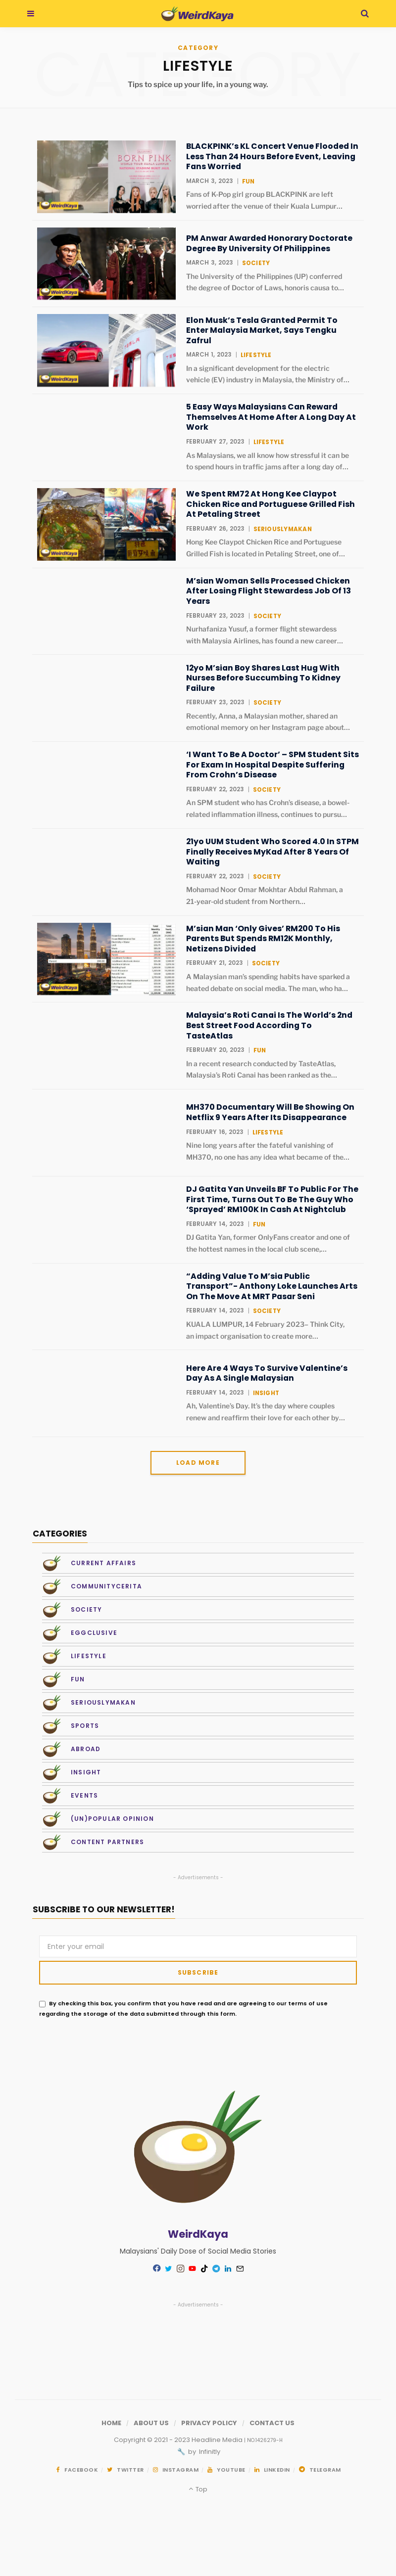 WeirdKaya
CATEGORY
CATEGORY
LIFESTYLE
Tips to spice up your life, in a young way.
BORN PINK
WeirdKaya
BLACKPINK's KL Concert Venue Flooded In
Less Than 24 Hours Before Event, Leaving
Fans Worried
MARCH 3, 2023 | FUN
Fans of K-Pop girl group BLACKPINK are left
worried after the venue of their Kuala Lumpur...
WeirdKaya
PM Anwar Awarded Honorary Doctorate
Degree By University Of Philippines
MARCH 3, 2023 | SOCIETY
The University of the Philippines (UP) conferred
the degree of Doctor of Laws, honoris causa to...
WeirdKaya
Elon Musk's Tesla Granted Permit To
Enter Malaysia Market, Says Tengku
Zafrul
MARCH 1, 2023 | LIFESTYLE
In a significant development for the electric
vehicle (EV) industry in Malaysia, the Ministry of...
5 Easy Ways Malaysians Can Reward
Themselves At Home After A Long Day At
Work
FEBRUARY 27, 2023 | LIFESTYLE
As Malaysians, we all know how stressful it can be
to spend hours in traffic jams after a long day of...
WeirdKaya
We Spent RM72 At Hong Kee Claypot
Chicken Rice and Portuguese Grilled Fish
At Petaling Street
FEBRUARY 26, 2023 | SERIOUSLYMAKAN
Hong Kee Claypot Chicken Rice and Portuguese
Grilled Fish is located in Petaling Street, one of...
M'sian Woman Sells Processed Chicken
After Losing Flight Stewardess Job Of 13
Years
FEBRUARY 23, 2023 | SOCIETY
Nurhafaniza Yusuf, a former flight stewardess
with Malaysia Airlines, has found a new career...
12yo M'sian Boy Shares Last Hug With
Nurses Before Succumbing To Kidney
Failure
FEBRUARY 23, 2023 | SOCIETY
Recently, Anna, a Malaysian mother, shared an
emotional memory on her Instagram page about...
'I Want To Be A Doctor' – SPM Student Sits
For Exam In Hospital Despite Suffering
From Crohn's Disease
FEBRUARY 22, 2023 | SOCIETY
An SPM student who has Crohn's disease, a bowel-
related inflammation illness, continues to pursu...
21yo UUM Student Who Scored 4.0 In STPM
Finally Receives MyKad After 8 Years Of
Waiting
FEBRUARY 22, 2023 | SOCIETY
Mohamad Noor Omar Mokhtar Abdul Rahman, a
21-year-old student from Northern...
WeirdKaya
M'sian Man 'Only Gives' RM200 To His
Parents But Spends RM12K Monthly,
Netizens Divided
FEBRUARY 21, 2023 | SOCIETY
A Malaysian man's spending habits have sparked a
heated debate on social media. The man, who ha...
Malaysia's Roti Canai Is The World's 2nd
Best Street Food According To
TasteAtlas
FEBRUARY 20, 2023 | FUN
In a recent research conducted by TasteAtlas,
Malaysia's Roti Canai has been ranked as the...
MH370 Documentary Will Be Showing On
Netflix 9 Years After Its Disappearance
FEBRUARY 16, 2023 | LIFESTYLE
Nine long years after the fateful vanishing of
MH370, no one has any idea what became of the...
DJ Gatita Yan Unveils BF To Public For The
First Time, Turns Out To Be The Guy Who
'Sprayed' RM100K In Cash At Nightclub
FEBRUARY 14, 2023 | FUN
DJ Gatita Yan, former OnlyFans creator and one of
the hottest names in the local club scene,...
"Adding Value To M'sia Public
Transport"- Anthony Loke Launches Arts
On The Move At MRT Pasar Seni
FEBRUARY 14, 2023 | SOCIETY
KUALA LUMPUR, 14 February 2023– Think City,
an impact organisation to create more...
Here Are 4 Ways To Survive Valentine's
Day As A Single Malaysian
FEBRUARY 14, 2023 | INSIGHT
Ah, Valentine's Day. It's the day where couples
renew and reaffirm their love for each other by...
LOAD MORE
CATEGORIES
CURRENT AFFAIRS
COMMUNITYCERITA
SOCIETY
EGGCLUSIVE
LIFESTYLE
FUN
SERIOUSLYMAKAN
SPORTS
ABROAD
INSIGHT
EVENTS
(UN)POPULAR OPINION
CONTENT PARTNERS
- Advertisements -
SUBSCRIBE TO OUR NEWSLETTER!
Enter your email
SUBSCRIBE
By checking this box, you confirm that you have read and are agreeing to our terms of use
regarding the storage of the data submitted through this form.
WeirdKaya
Malaysians' Daily Dose of Social Media Stories
- Advertisements -
HOME / ABOUT US / PRIVACY POLICY / CONTACT US
Copyright © 2021 - 2023 Headline Media | NO.1426279-H
by Infinitly
FACEBOOK TWITTER INSTAGRAM YOUTUBE LINKEDIN TELEGRAM
Top